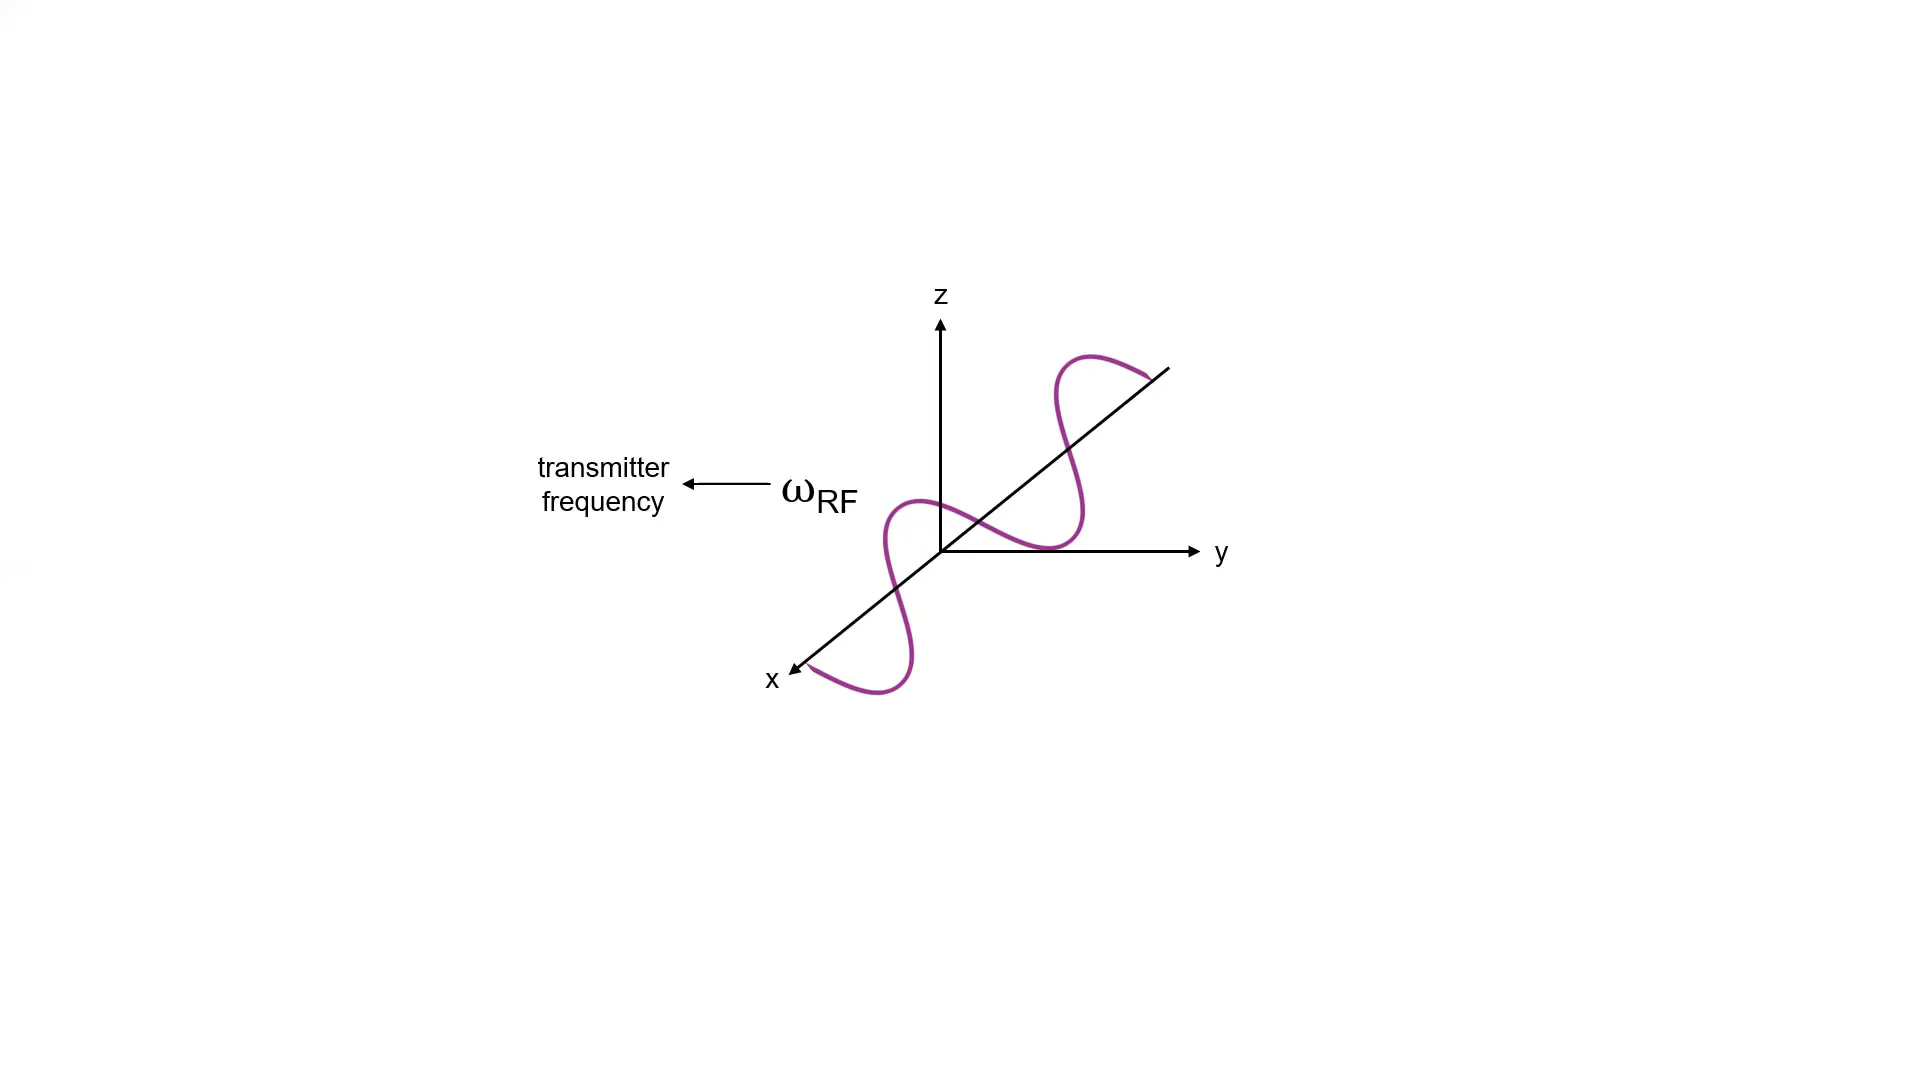 z
transmitter
frequency
ωRF
y
x